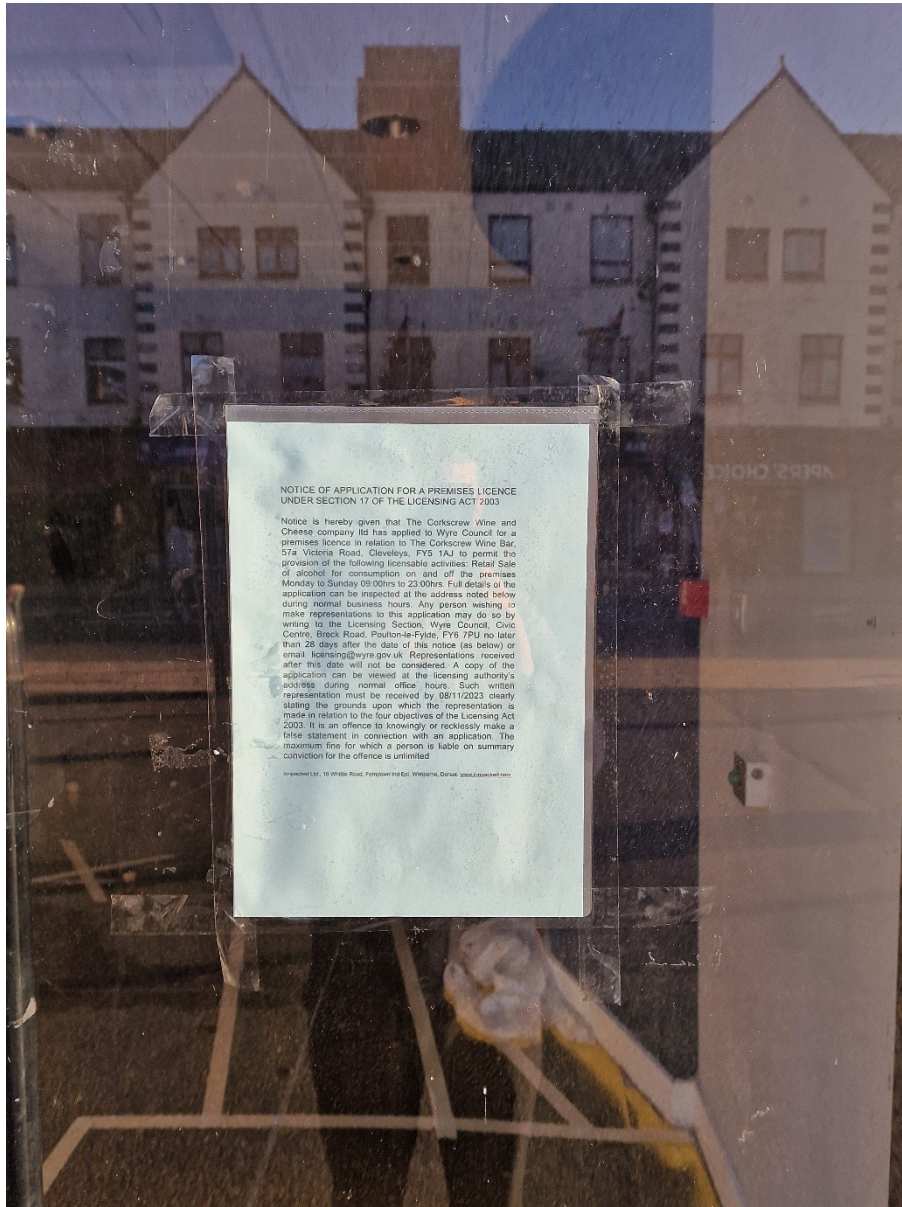 APERS' CHOICE
NOTICE OF APPLICATION FOR A PREMISES LICENCE
UNDER SECTION 17 OF THE LICENSING ACT 2003
Notice is hereby given that The Corkscrew Wine and
Cheese company ltd has applied to Wyre Council for a
premises licence in relation to The Corkscrew Wine Bar,
57a Victoria Road, Cleveleys, FY5 1AJ to permit the
provision of the following licensable activities: Retail Sale
of alcohol for consumption on and off the premises
Monday to Sunday 09:00hrs to 23:00hrs. Full details of the
application can be inspected at the address noted below
during normal business hours. Any person wishing to
make representations to this application may do so by
writing to the Licensing Section, Wyre Council, Civic
Centre, Breck Road, Poulton-le-Fylde, FY6 7PU no later
than 28 days after the date of this notice (as below) or
email licensing@wyre.gov.uk Representations received
after this date will not be considered. A copy of the
application can be viewed at the licensing authority's
address during normal office hours. Such written
representation must be received by 08/11/2023 clearly
stating the grounds upon which the representation is
made in relation to the four objectives of the Licensing Act
2003. It is an offence to knowingly or recklessly make a
false statement in connection with an application. The
maximum fine for which a person is liable on summary
conviction for the offence is unlimited
Ltd., 10 Whittle Road, Ferndown Ind Est, Wimborne, Dorset.